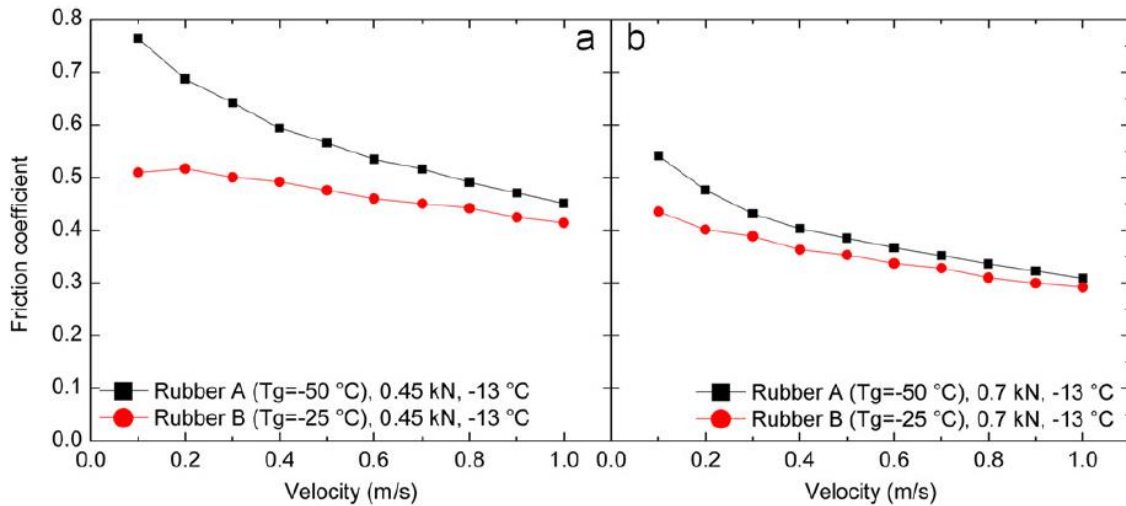 Friction coefficient
0.8
0.7
0.6
0.5
0.4
0.3
0.2
0.1
0.0
a
Rubber A (Tg=-50 °C), 0.45 kN, -13 °C
Rubber B (Tg=-25 °C), 0.45 kN, -13 °C
0.0 0.2 0.4 0.6 0.8 1.0
Velocity (m/s)
b
Rubber A (Tg=-50 °C), 0.7 kN, -13 °C
Rubber B (Tg=-25 °C), 0.7 kN, -13 °C
0.0 0.2 0.4 0.6 0.8 1.0
Velocity (m/s)